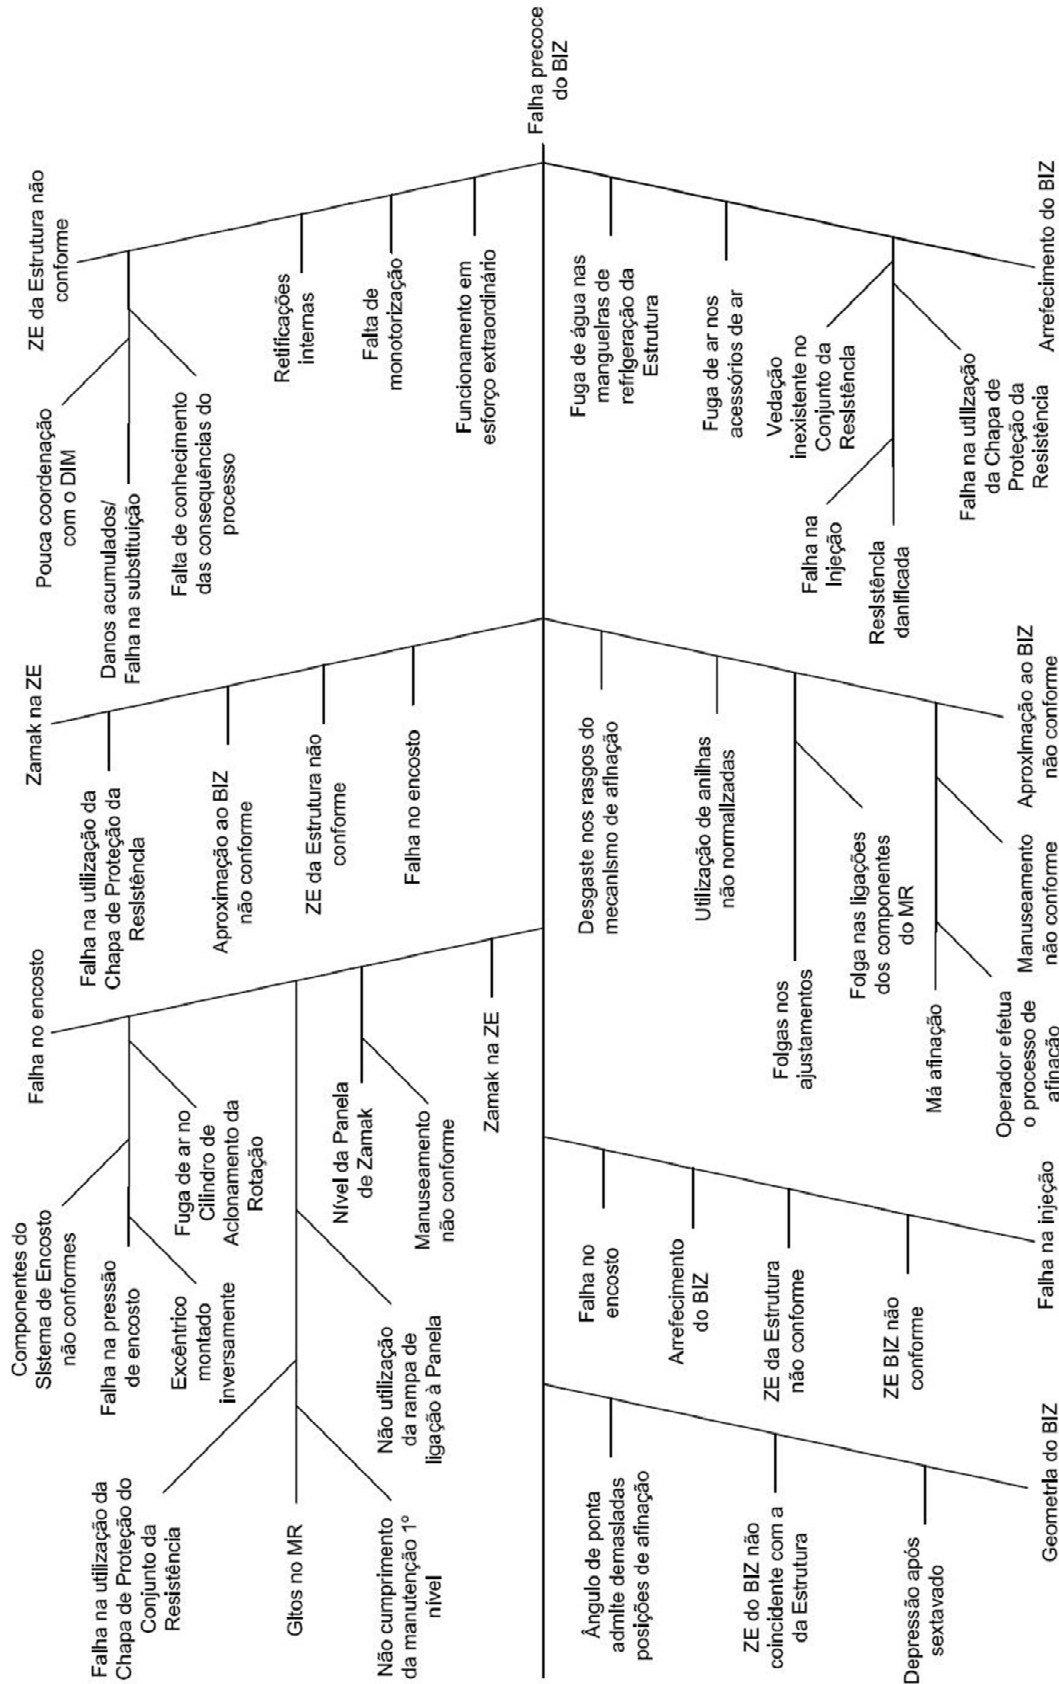 Falha no encosto
Componentes do
Sistema de Encosto
não conformes
Falha na pressão
de encosto
Excêntrico
montado
inversamente
Fuga de ar no
Cilindro de
Acionamento da
Rotação
Falha na utilização da
Chapa de Proteção do
Conjunto da
Resistência
Gitos no MR
Não cumprimento
da manutenção 1º
nível
Não utilização
da rampa de
ligação à Panela
Nível da Panela
de Zamak
Manuseamento
não conforme
Zamak na ZE
Zamak na ZE
Falha na utilização da
Chapa de Proteção da
Resistência
Aproximação ao BIZ
não conforme
ZE da Estrutura não
conforme
Falha no encosto
ZE da Estrutura não
conforme
Pouca coordenação
com o DIM
Danos acumulados/
Falha na substituição
Falta de conhecimento
das consequências do
processo
Retificações
internas
Falta de
monotorização
Funcionamento em
esforço extraordinário
Falha precoce
do BIZ
Ângulo de ponta
admite demasiadas
posições de afinação
ZE do BIZ não
coincidente com a
da Estrutura
Depressão após
sextavado
Geometria do BIZ
Falha no
encosto
Arrefecimento
do BIZ
ZE da Estrutura
não conforme
ZE BIZ não
conforme
Falha na injeção
Desgaste nos rasgos do
mecanismo de afinação
Utilização de anilhas
não normalizadas
Folgas nos
ajustamentos
Folga nas ligações
dos componentes
do MR
Má afinação
Operador efetua
o processo de
afinação
Manuseamento
não conforme
Aproximação ao BIZ
não conforme
Fuga de água nas
mangueiras de
refrigeração da
Estrutura
Fuga de ar nos
acessórios de ar
Vedação
inexistente no
Conjunto da
Resistência
Falha na
Injeção
Resistência
danificada
Falha na utilização
da Chapa de
Proteção da
Resistência
Arrefecimento do BIZ